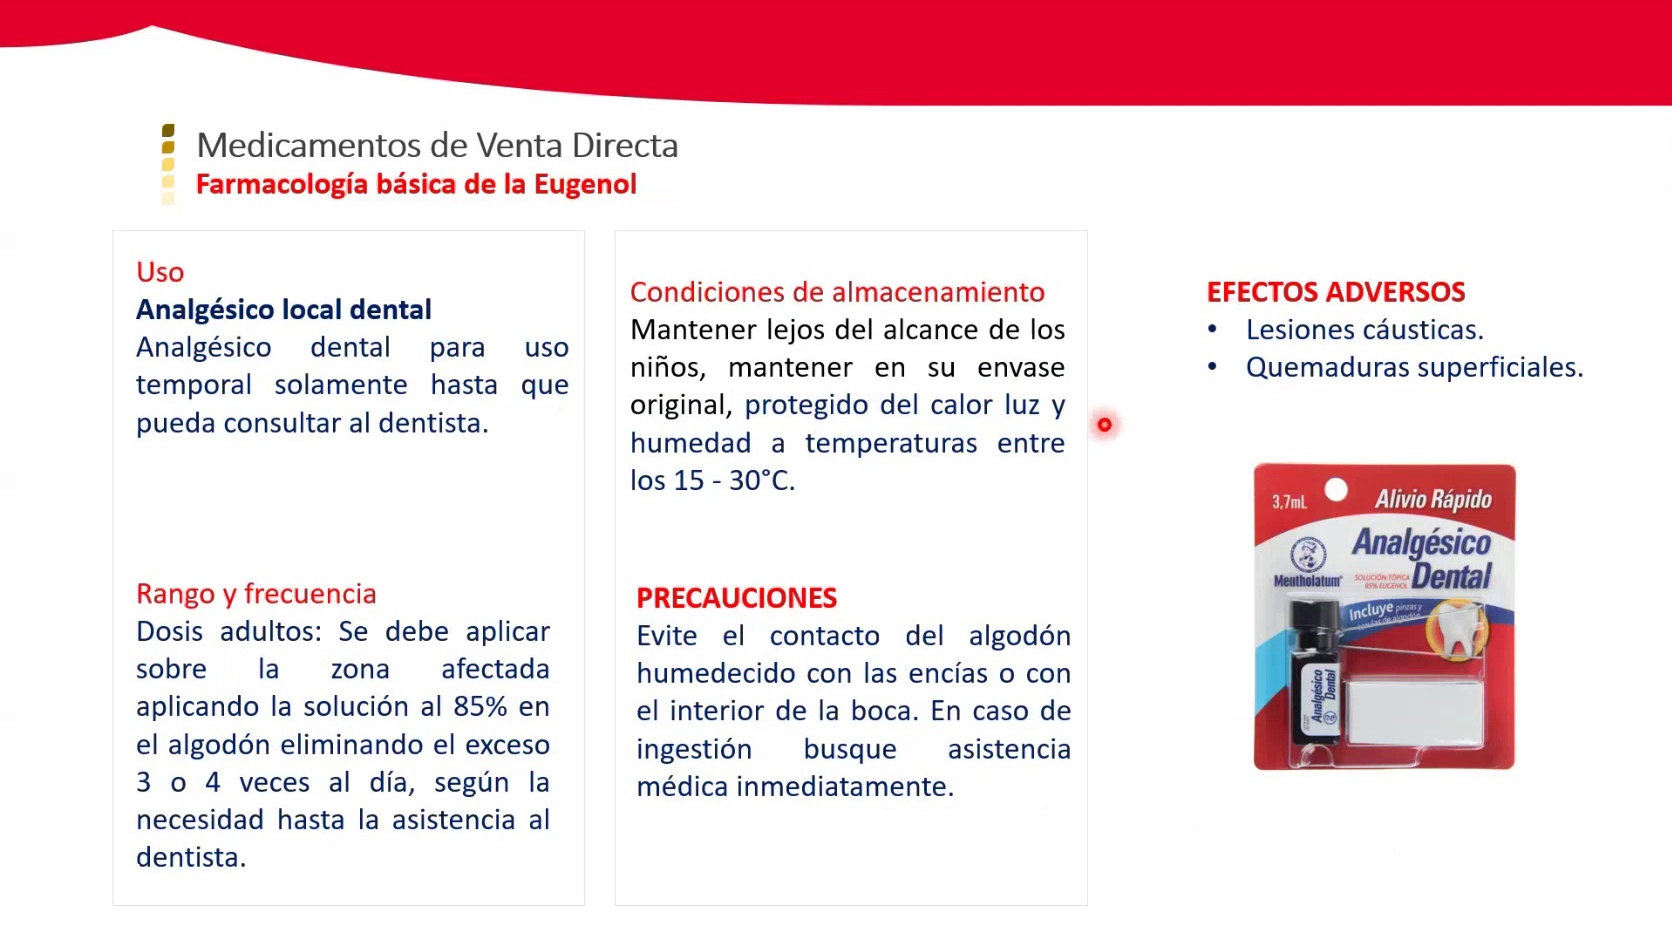 Medicamentos de Venta Directa
Farmacología básica de la Eugenol
Uso
Analgésico local dental
Analgésico dental para uso
temporal solamente hasta que
pueda consultar al dentista.
Rango y frecuencia
Dosis adultos: Se debe aplicar
sobre la zona afectada
aplicando la solución al 85% en
el algodón eliminando el exceso
3 o 4 veces al día, según la
necesidad hasta la asistencia al
dentista.
Condiciones de almacenamiento
Mantener lejos del alcance de los
niños, mantener en su envase
original, protegido del calor luz y
humedad a temperaturas entre
los 15 - 30°C.
PRECAUCIONES
Evite el contacto del algodón
humedecido con las encías o con
el interior de la boca. En caso de
ingestión busque asistencia
médica inmediatamente.
EFECTOS ADVERSOS
• Lesiones cáusticas.
• Quemaduras superficiales.
3,7mL
Alivio Rápido
Analgésico
Dental
Mentholatum
SOLUCIÓN TÓPICA
85% EUGENOL
Incluye pinzas y
de algodón
Analgésico
Dental